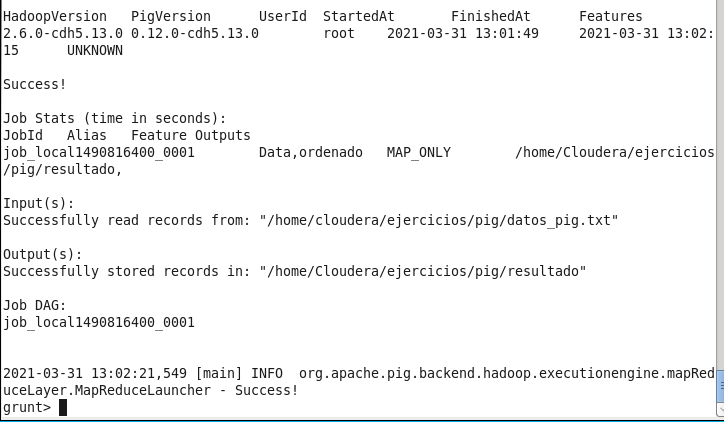 HadoopVersion PigVersion UserId StartedAt FinishedAt Features
2.6.0-cdh5.13.0 0.12.0-cdh5.13.0 root 2021-03-31 13:01:49 2021-03-31 13:02:
15 UNKNOWN
Success!
Job Stats (time in seconds):
JobId Alias Feature Outputs
job_local1490816400_0001 Data,ordenado MAP_ONLY /home/Cloudera/ejercicios
/pig/resultado,
Input(s):
Successfully read records from: "/home/cloudera/ejercicios/pig/datos_pig.txt"
Output(s):
Successfully stored records in: "/home/Cloudera/ejercicios/pig/resultado"
Job DAG:
job_local1490816400_0001
2021-03-31 13:02:21,549 [main] INFO org.apache.pig.backend.hadoop.executionengine.mapRed
uceLayer.MapReduceLauncher - Success!
grunt>